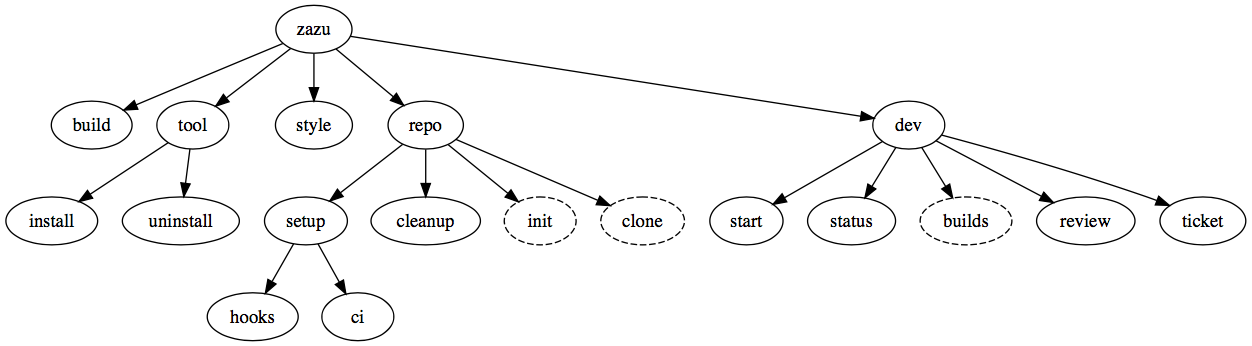 zazu
build
tool
style
repo
dev
install
uninstall
setup
cleanup
init
clone
start
status
builds
review
ticket
hooks
ci